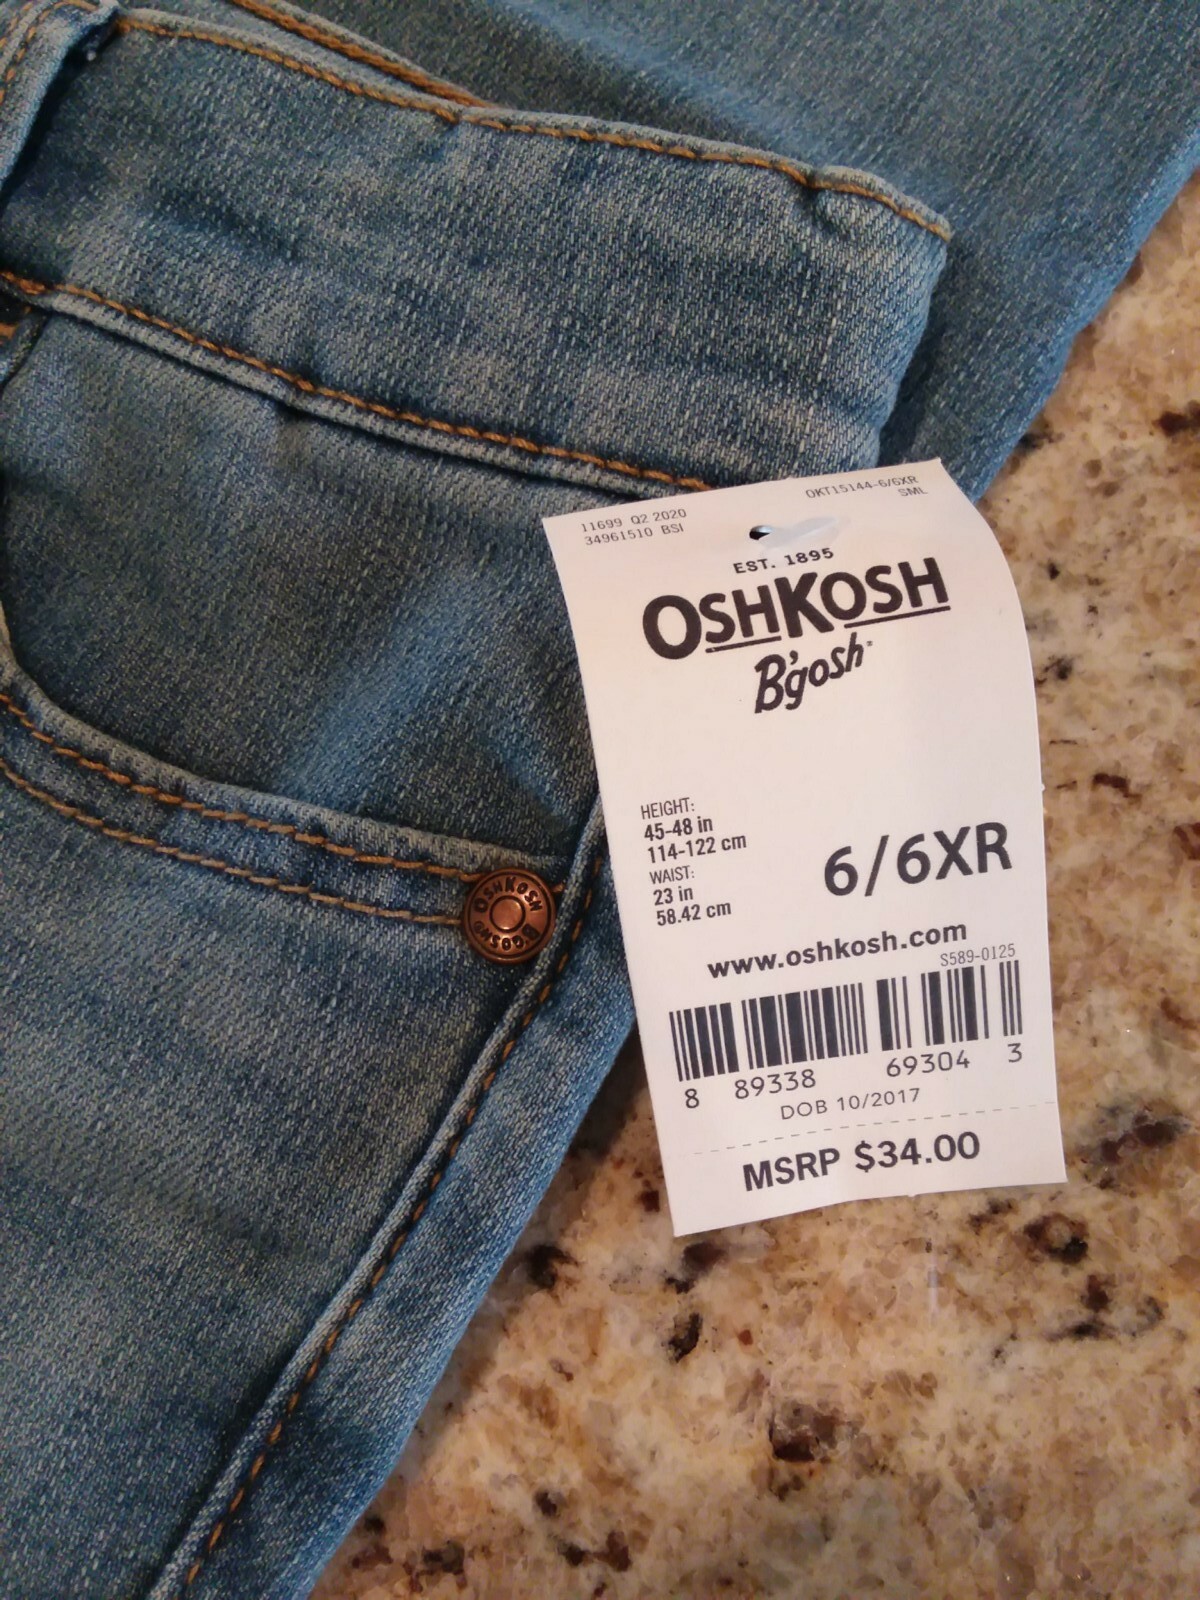 11699 Q2 2020
34961510 BSI
OKT15144-6/6XR
SML
EST. 1895
OSHKOSH
B'gosh
HEIGHT:
45-48 in
114-122 cm
WAIST:
23 in
58.42 cm
6/6XR
www.oshkosh.com
S589-0125
8 89338 69304 3
DOB 10/2017
MSRP $34.00
OSHKOSH
B'GOSH